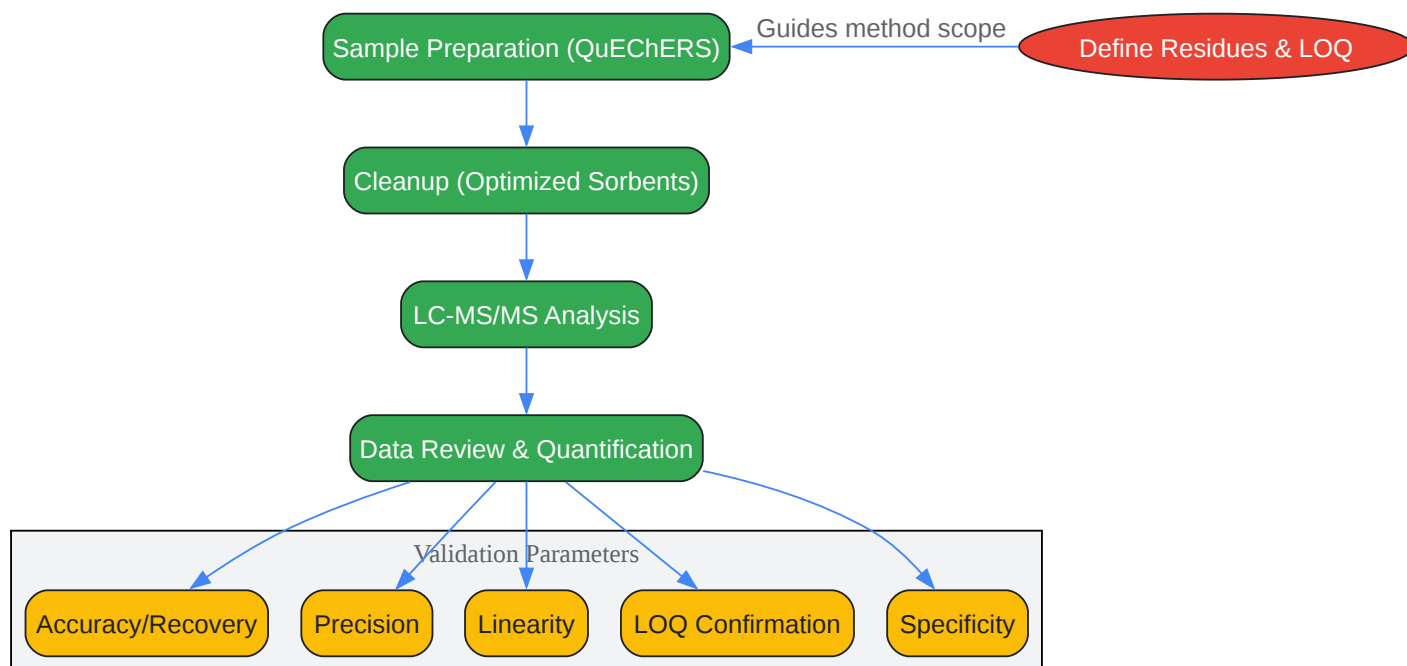 Sample Preparation (QuEChERS)
Guides method scope
Define Residues & LOQ
Cleanup (Optimized Sorbents)
LC-MS/MS Analysis
Data Review & Quantification
Validation Parameters
Accuracy/Recovery
Precision
Linearity
LOQ Confirmation
Specificity